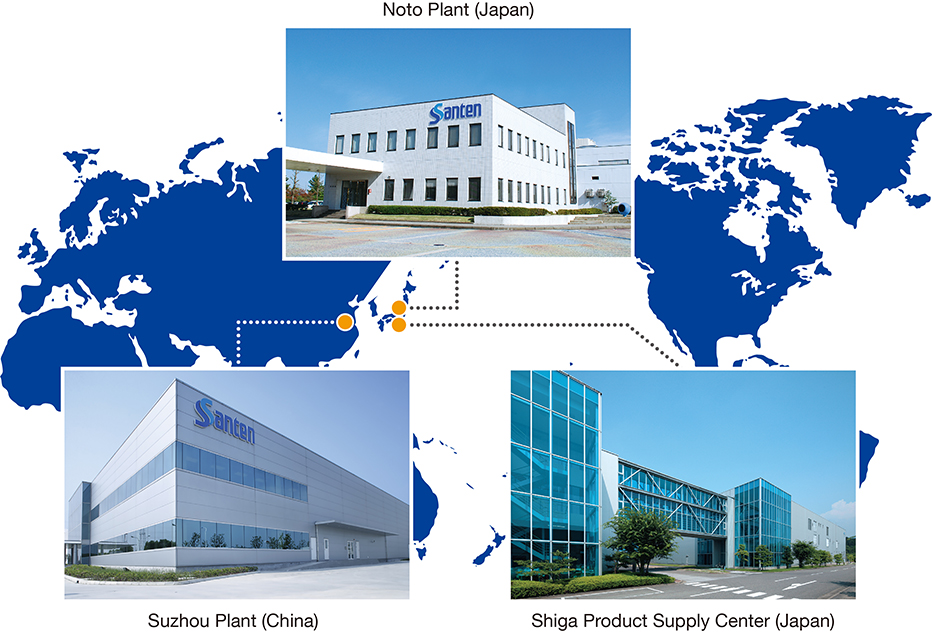 Noto Plant (Japan)
Santen
Santen
Suzhou Plant (China)
Shiga Product Supply Center (Japan)